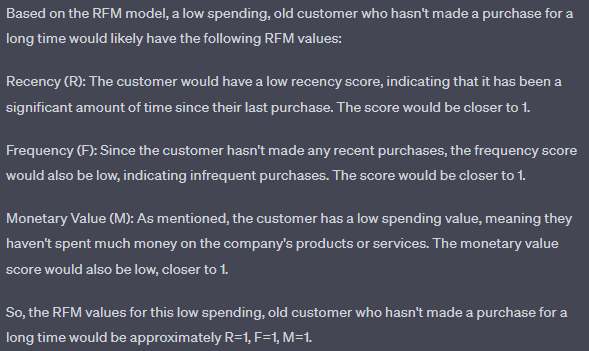 Based on the RFM model, a low spending, old customer who hasn't made a purchase for a
long time would likely have the following RFM values:
Recency (R): The customer would have a low recency score, indicating that it has been a
significant amount of time since their last purchase. The score would be closer to 1.
Frequency (F): Since the customer hasn't made any recent purchases, the frequency score
would also be low, indicating infrequent purchases. The score would be closer to 1.
Monetary Value (M): As mentioned, the customer has a low spending value, meaning they
haven't spent much money on the company's products or services. The monetary value
score would also be low, closer to 1.
So, the RFM values for this low spending, old customer who hasn't made a purchase for a
long time would be approximately R=1, F=1, M=1.